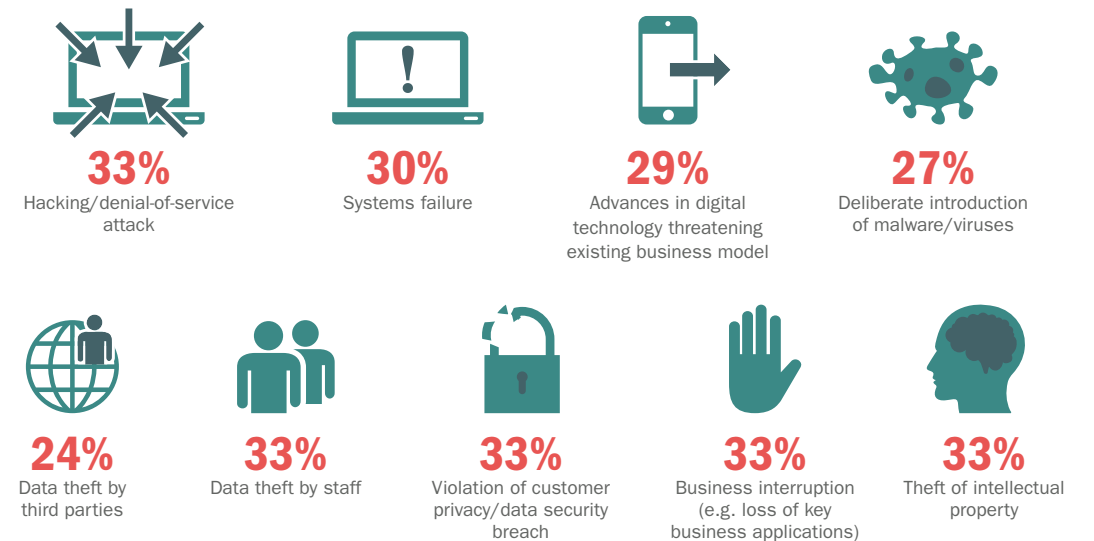 33%
Hacking/denial-of-service
attack
30%
Systems failure
29%
Advances in digital
technology threatening
existing business model
27%
Deliberate introduction
of malware/viruses
24%
Data theft by
third parties
33%
Data theft by staff
33%
Violation of customer
privacy/data security
breach
33%
Business interruption
(e.g. loss of key
business applications)
33%
Theft of intellectual
property